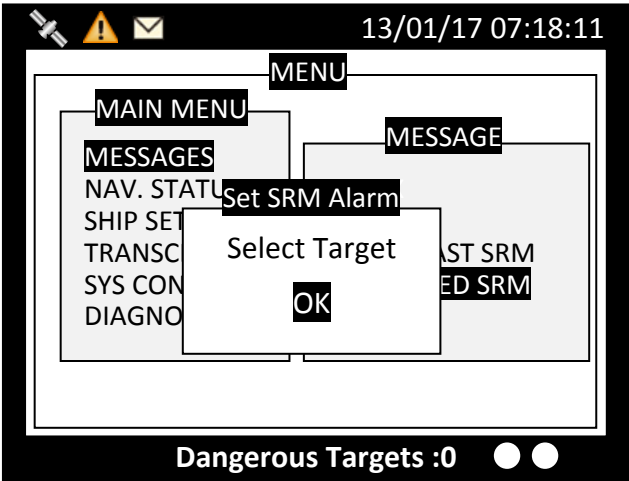 13/01/17 07:18:11
MENU
MAIN MENU
MESSAGES
NAV. STATU
SHIP SET
TRANSC
SYS CON
DIAGNO
MESSAGE
AST SRM
ED SRM
Set SRM Alarm
Select Target
OK
Dangerous Targets :0